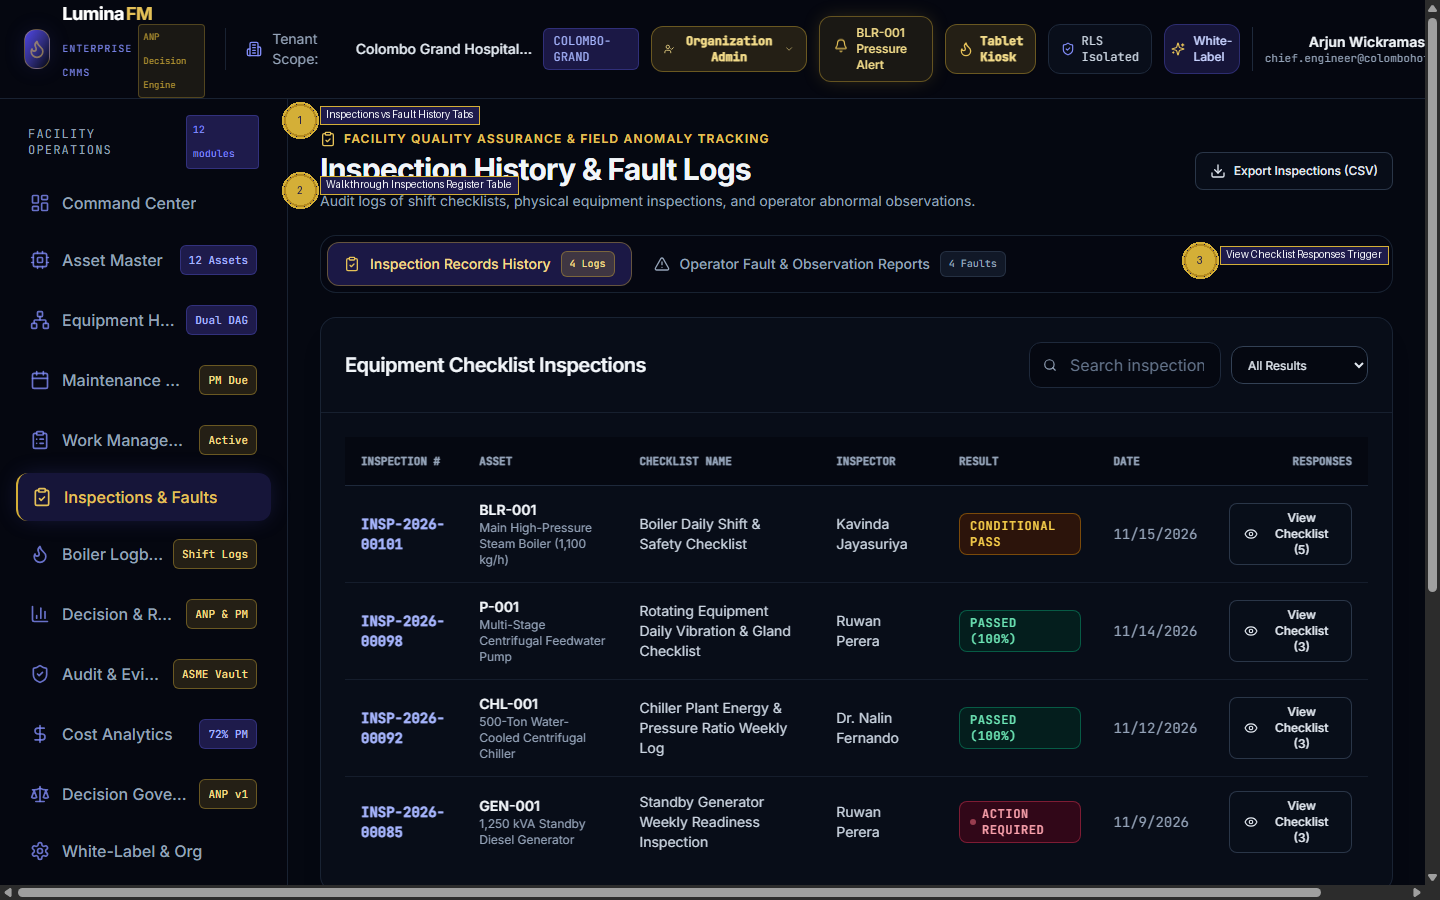 LuminaFM
ENTERPRISE
CMMS
ANP
Decision
Engine
Tenant
Scope:
Colombo Grand Hospital...
COLOMBO-
GRAND
Organization
Admin
BLR-001
Pressure
Alert
Tablet
Kiosk
RLS
Isolated
White-
Label
Arjun Wickramas
chief.engineer@colomboho
FACILITY
OPERATIONS
12
modules
Command Center
Asset Master
12 Assets
Equipment H...
Dual DAG
Maintenance ...
PM Due
Work Manage...
Active
Inspections & Faults
Boiler Logb...
Shift Logs
Decision & R...
ANP & PM
Audit & Evi...
ASME Vault
Cost Analytics
72% PM
Decision Gove...
ANP v1
White-Label & Org
1
Inspections vs Fault History Tabs
FACILITY QUALITY ASSURANCE & FIELD ANOMALY TRACKING
Inspection History & Fault Logs
2
Walkthrough Inspections Register Table
Audit logs of shift checklists, physical equipment inspections, and operator abnormal observations.
Export Inspections (CSV)
Inspection Records History
4 Logs
Operator Fault & Observation Reports
4 Faults
3
View Checklist Responses Trigger
Equipment Checklist Inspections
Search inspection
All Results
INSPECTION # ASSET CHECKLIST NAME INSPECTOR RESULT DATE RESPONSES
INSP-2026-
00101
BLR-001
Main High-Pressure
Steam Boiler (1,100
kg/h)
Boiler Daily Shift &
Safety Checklist
Kavinda
Jayasuriya
CONDITIONAL
PASS
11/15/2026
View
Checklist
(5)
INSP-2026-
00098
P-001
Multi-Stage
Centrifugal Feedwater
Pump
Rotating Equipment
Daily Vibration & Gland
Checklist
Ruwan
Perera
PASSED
(100%)
11/14/2026
View
Checklist
(3)
INSP-2026-
00092
CHL-001
500-Ton Water-
Cooled Centrifugal
Chiller
Chiller Plant Energy &
Pressure Ratio Weekly
Log
Dr. Nalin
Fernando
PASSED
(100%)
11/12/2026
View
Checklist
(3)
INSP-2026-
00085
GEN-001
1,250 kVA Standby
Diesel Generator
Standby Generator
Weekly Readiness
Inspection
Ruwan
Perera
ACTION
REQUIRED
11/9/2026
View
Checklist
(3)